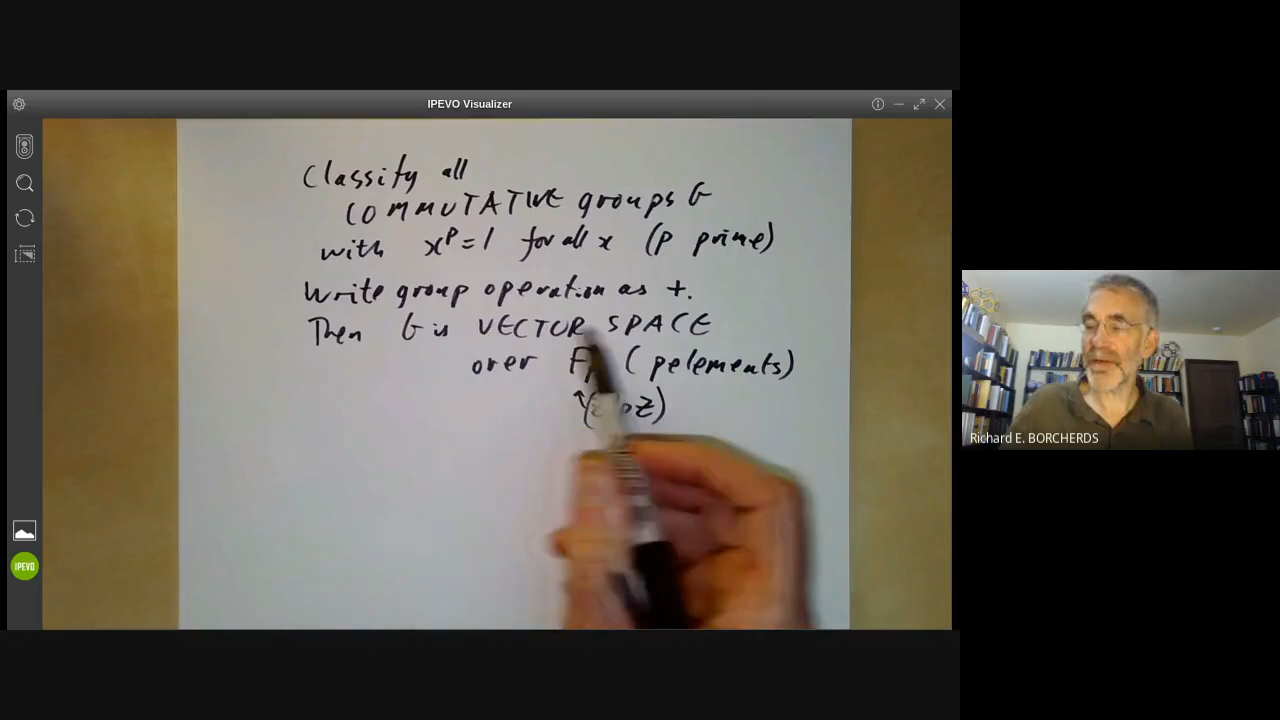 IPEVO Visualizer
Classify all
COMMUTATIVE groups G
with x^p = 1 for all x (p prime)
Write group operation as +.
Then G is VECTOR SPACE
over F (p elements)
Richard E. BORCHERDS
IPEVO